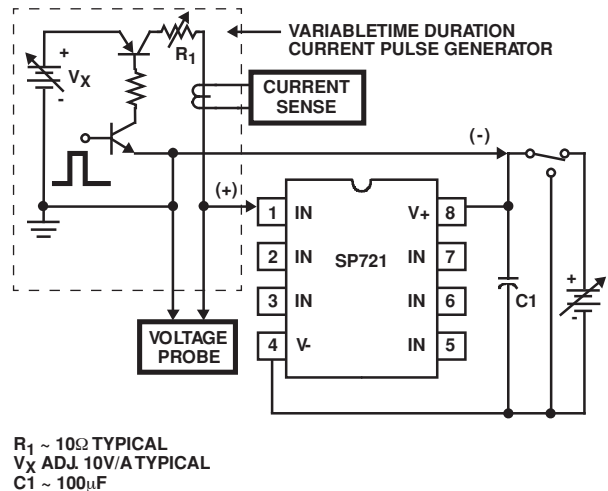 VARIABLETIME DURATION
CURRENT PULSE GENERATOR
+
VX
-
R1
CURRENT
SENSE
(-)
(+)
1 IN V+ 8
2 IN SP721 IN 7
3 IN IN 6
4 V- IN 5
C1
+
-
VOLTAGE
PROBE
R1 ~ 10Ω TYPICAL
VX ADJ. 10V/A TYPICAL
C1 ~ 100μF